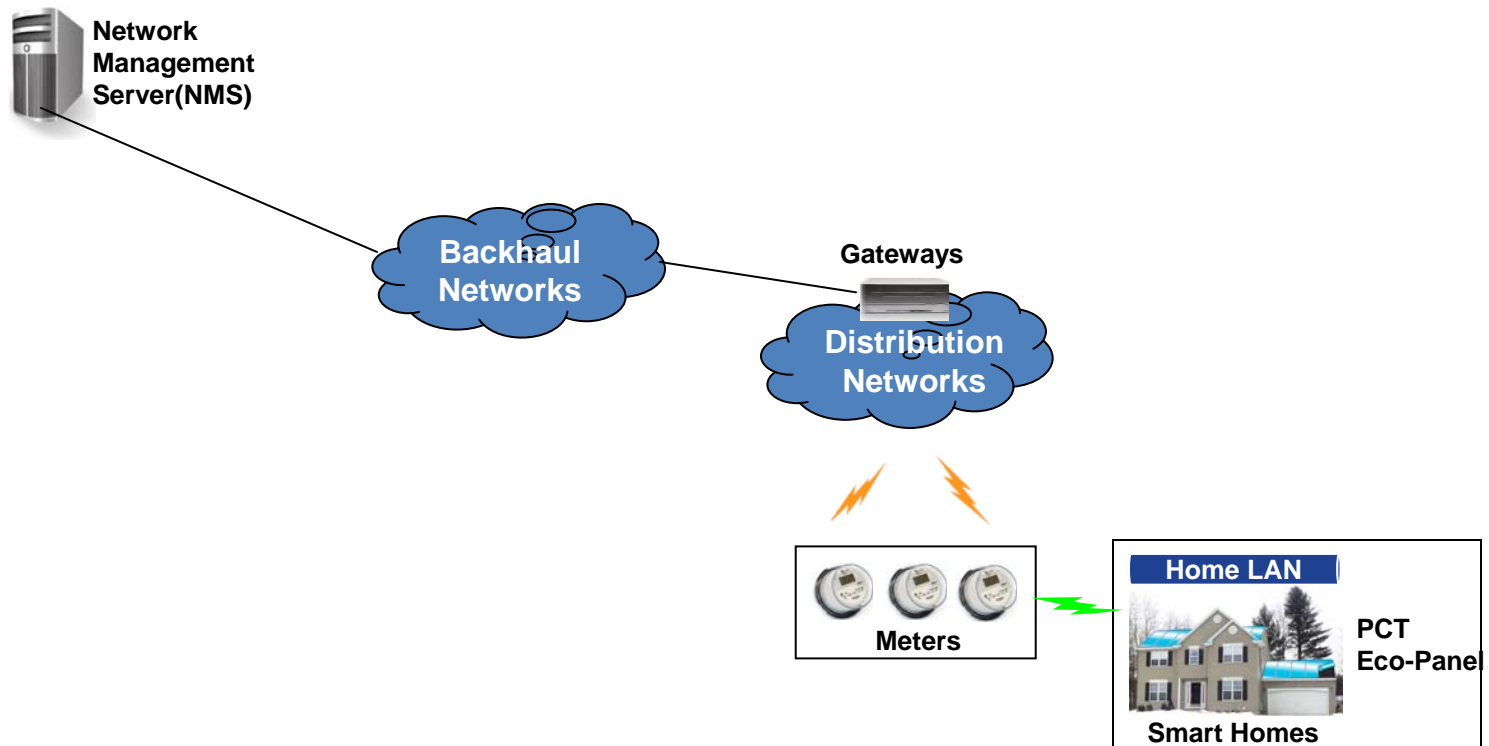 Network
Management
Server(NMS)
Backhaul
Networks
Gateways
Distribution
Networks
Meters
Home LAN
PCT
Eco-Panel
Smart Homes